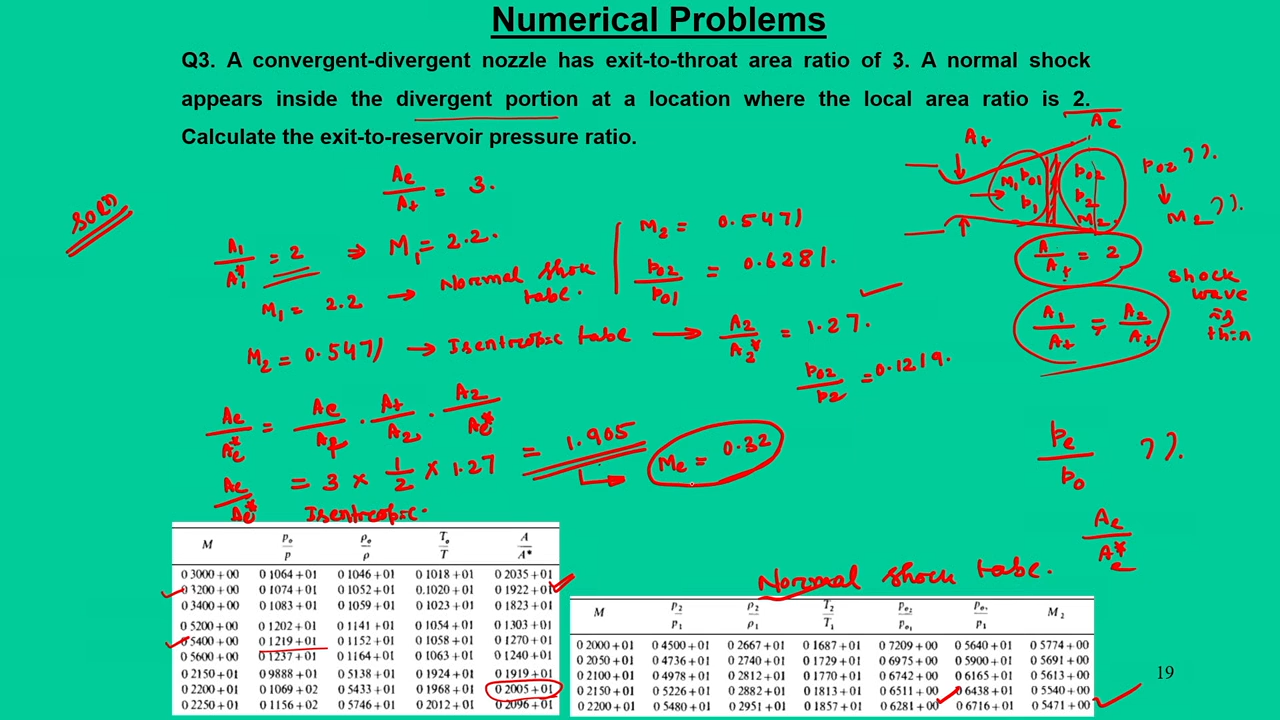 Numerical Problems
Q3. A convergent-divergent nozzle has exit-to-throat area ratio of 3. A normal shock
appears inside the divergent portion at a location where the local area ratio is 2.
Calculate the exit-to-reservoir pressure ratio.
Soln
Ae/At = 3.
A1/A1* = 2 ⇒ M1 = 2.2.
M1 = 2.2 → Normal shok table.
M2 = 0.5471
p02/p01 = 0.6281.
M2 = 0.5471 → Isentropic table → A2/A2* = 1.27.
p02/p2 = 0.1219.
Ae/Ae* = Ae/At · At/A2 · A2/Ae*
Ae/Ae* = 3 × 1/2 × 1.27 = 1.905
Me = 0.32
Isentropic.
Ae
At
M1 p01
p1
p02
p2
M2
p02 ??.
↓
Me ??.
A/At = 2
A1/At = A2/At
shock
wave
is
thin
pe/p0 ??.
Ae/Ae*
M po/p ρo/ρ To/T A/A*
0 3000+00 0 1064+01 0 1046+01 0 1018+01 0 2035+01
0 3200+00 0 1074+01 0 1052+01 0.1020+01 0 1922+01
0 3400+00 0 1083+01 0 1059+01 0 1023+01 0 1823+01
0 5200+00 0 1202+01 0 1141+01 0 1054+01 0 1303+01
0 5400+00 0 1219+01 0 1152+01 0 1058+01 0 1270+01
0 5600+00 0 1237+01 0 1164+01 0 1063+01 0 1240+01
0 2150+01 0 9888+01 0 5138+01 0 1924+01 0 1919+01
0 2200+01 0 1069+02 0 5433+01 0 1968+01 0 2005+01
0 2250+01 0 1156+02 0 5746+01 0 2012+01 0 2096+01
Normal shock table.
M p2/p1 ρ2/ρ1 T2/T1 po2/po1 po2/p1 M2
0 2000+01 0 4500+01 0 2667+01 0 1687+01 0 7209+00 0 5640+01 0 5774+00
0 2050+01 0 4736+01 0 2740+01 0 1729+01 0 6975+00 0 5900+01 0 5691+00
0 2100+01 0 4978+01 0 2812+01 0 1770+01 0 6742+00 0 6165+01 0 5613+00
0 2150+01 0 5226+01 0 2882+01 0 1813+01 0 6511+00 0 6438+01 0 5540+00
0 2200+01 0 5480+01 0 2951+01 0 1857+01 0 6281+00 0 6716+01 0 5471+00
19